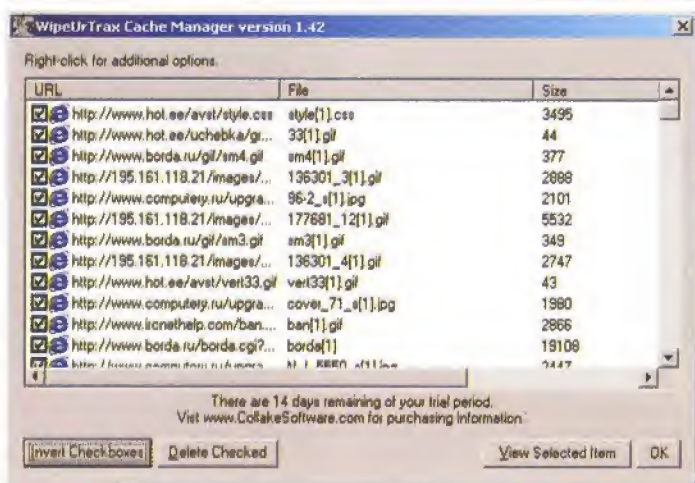 WipeUrTrax Cache Manager version 1.42
Right-click for additional options.
URL File Size
http://www.hot.ee/avst/style.css style[1].css 3495
http://www.hot.ee/uchebka/gr... 33[1].gif 44
http://www.borda.ru/gif/sm4.gif sm4[1].gif 377
http://195.161.118.21/images/... 136301_3[1].gif 2888
http://www.computery.ru/upgra... 96-2_s[1].jpg 2101
http://195.161.118.21/images/... 177681_12[1].gif 5532
http://www.borda.ru/gif/sm3.gif sm3[1].gif 349
http://195.161.118.21/images/... 136301_4[1].gif 2747
http://www.hot.ee/avst/vert33.gif vert33[1].gif 43
http://www.computery.ru/upgra... cover_71_s[1].jpg 1980
http://www.ircnethelp.com/ban.... ban[1].gif 2866
http://www.borda.ru/borda.cgi?... borda[1] 19108
http://www.computery.ru/upgra... 2447
There are 14 days remaining of your trial period.
Visit www.CollakeSoftware.com for purchasing information
Invert Checkboxes Delete Checked View Selected Item OK